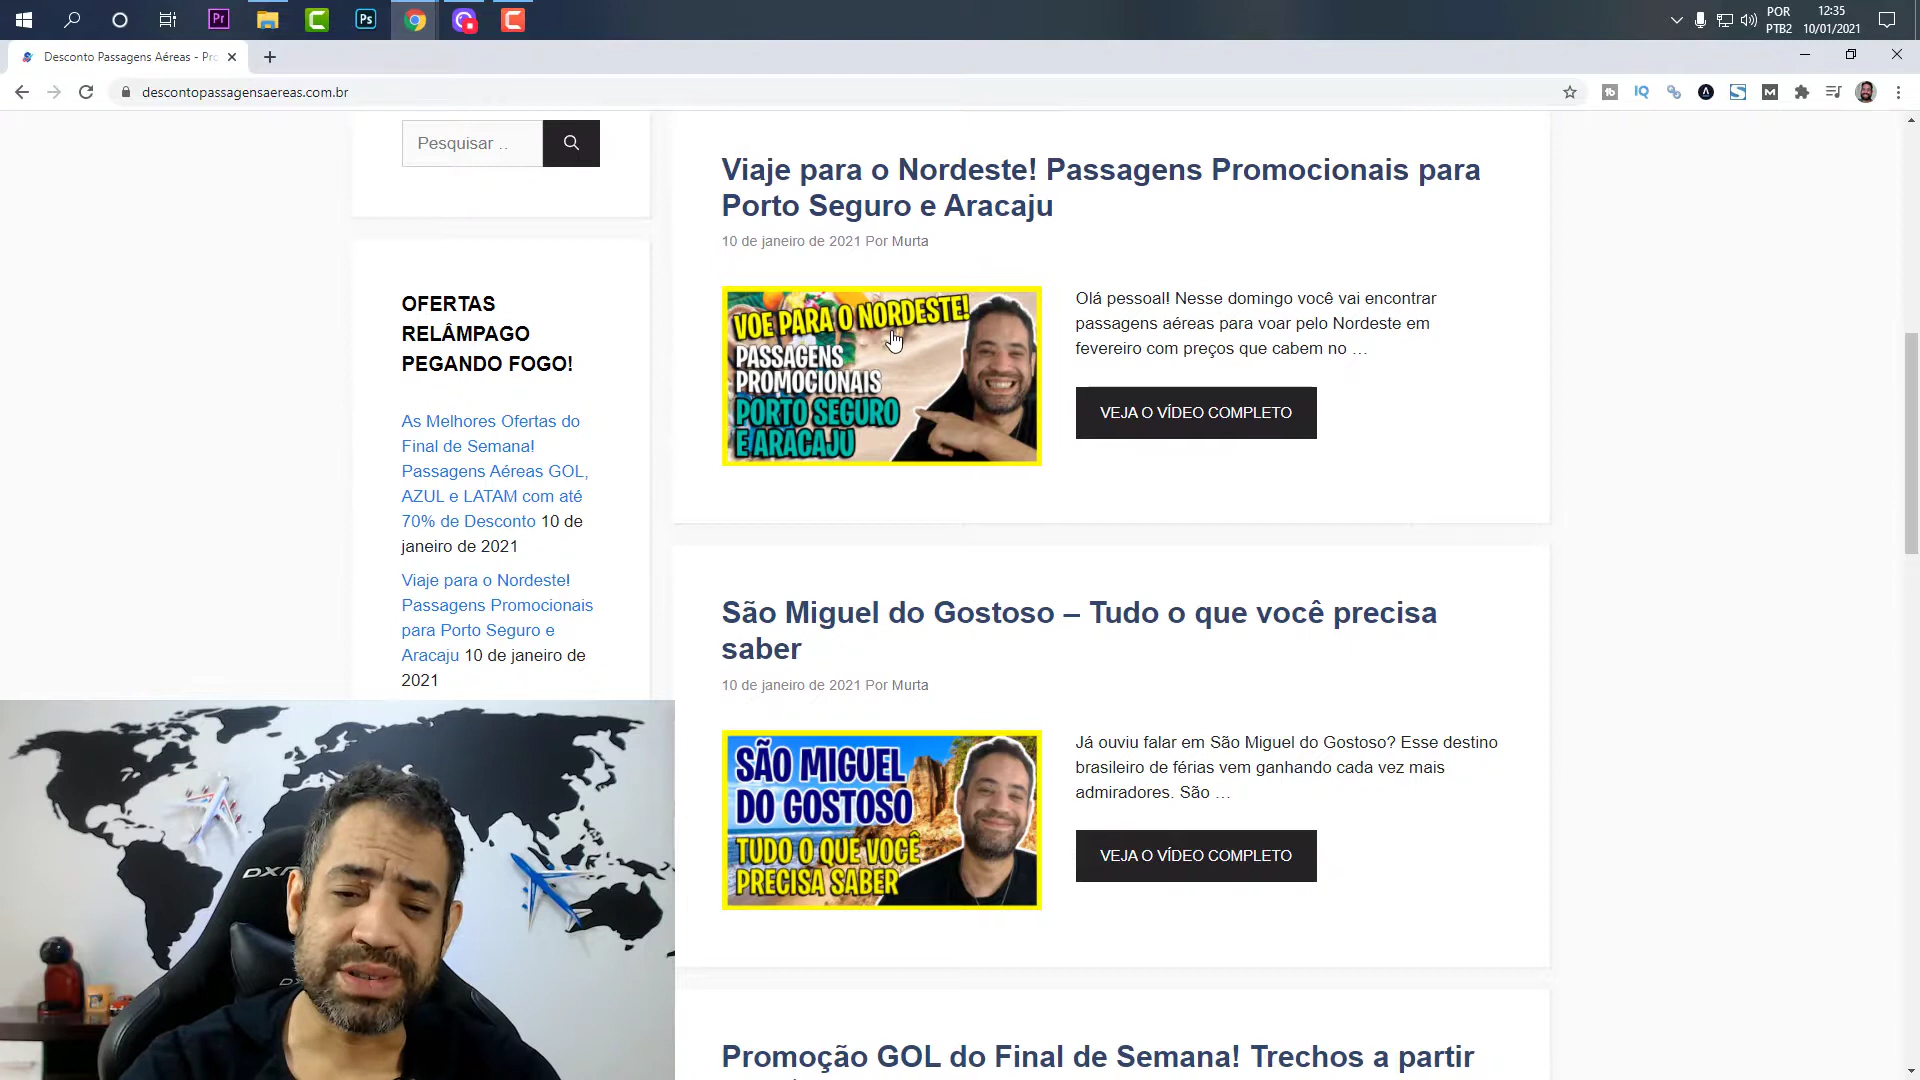 Pr
Ps
POR
PTB2
12:35
10/01/2021
Desconto Passagens Aéreas - Pro
descontopassagensaereas.com.br
IQ
M
Pesquisar ..
OFERTAS
RELÂMPAGO
PEGANDO FOGO!
As Melhores Ofertas do
Final de Semana!
Passagens Aéreas GOL,
AZUL e LATAM com até
70% de Desconto 10 de
janeiro de 2021
Viaje para o Nordeste!
Passagens Promocionais
para Porto Seguro e
Aracaju 10 de janeiro de
2021
Viaje para o Nordeste! Passagens Promocionais para
Porto Seguro e Aracaju
10 de janeiro de 2021 Por Murta
VOE PARA O NORDESTE!
PASSAGENS
PROMOCIONAIS
PORTO SEGURO
E ARACAJU
Olá pessoal! Nesse domingo você vai encontrar
passagens aéreas para voar pelo Nordeste em
fevereiro com preços que cabem no …
VEJA O VÍDEO COMPLETO
São Miguel do Gostoso – Tudo o que você precisa
saber
10 de janeiro de 2021 Por Murta
SÃO MIGUEL
DO GOSTOSO
TUDO O QUE VOCÊ
PRECISA SABER
Já ouviu falar em São Miguel do Gostoso? Esse destino
brasileiro de férias vem ganhando cada vez mais
admiradores. São …
VEJA O VÍDEO COMPLETO
Promoção GOL do Final de Semana! Trechos a partir